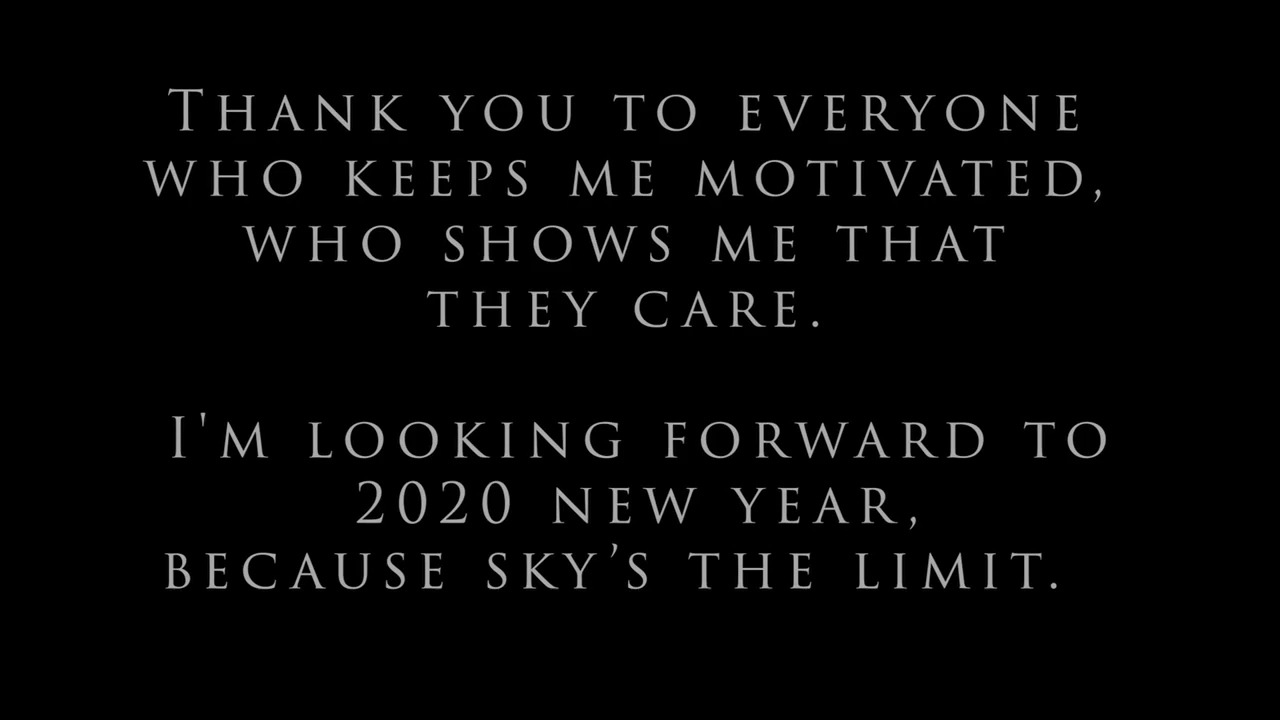 Thank you to everyone
who keeps me motivated,
who shows me that
they care.
I'm looking forward to
2020 new year,
because sky’s the limit.